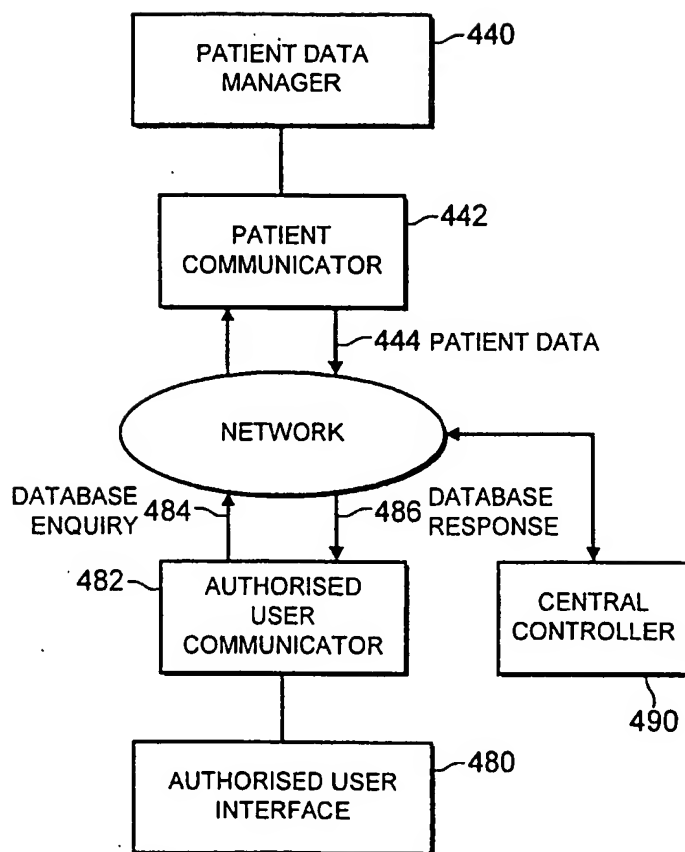 440
PATIENT DATA
MANAGER
442
PATIENT
COMMUNICATOR
444 PATIENT DATA
NETWORK
DATABASE
ENQUIRY
484
486
DATABASE
RESPONSE
482
AUTHORISED
USER
COMMUNICATOR
CENTRAL
CONTROLLER
490
480
AUTHORISED USER
INTERFACE